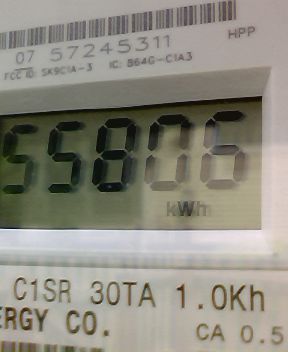 HPP
07 57245311
FCC ID: SK9C1A-3 IC: 864G-C1A3
55806
kWh
C1SR 30TA 1.0Kh
ERGY CO.
CA 0.5